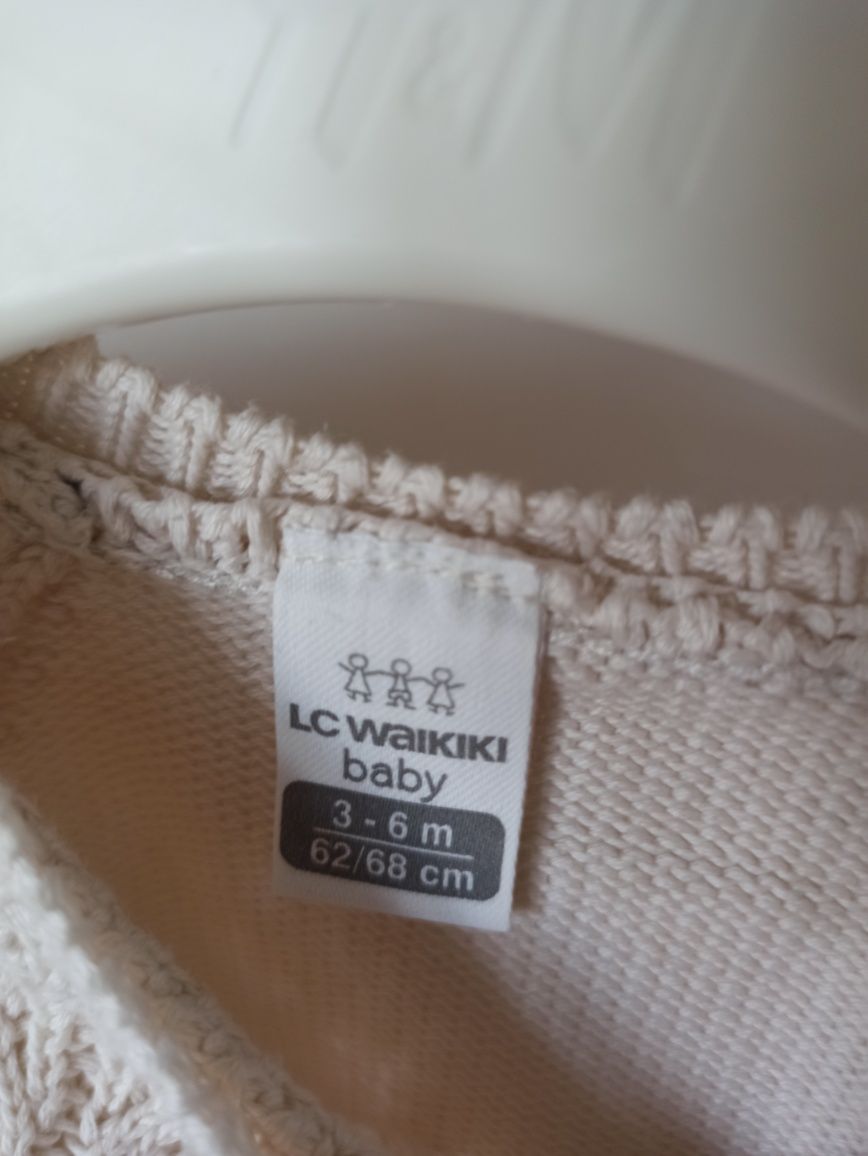 H&M
LC WAIKIKI
baby
3 - 6 m
62/68 cm